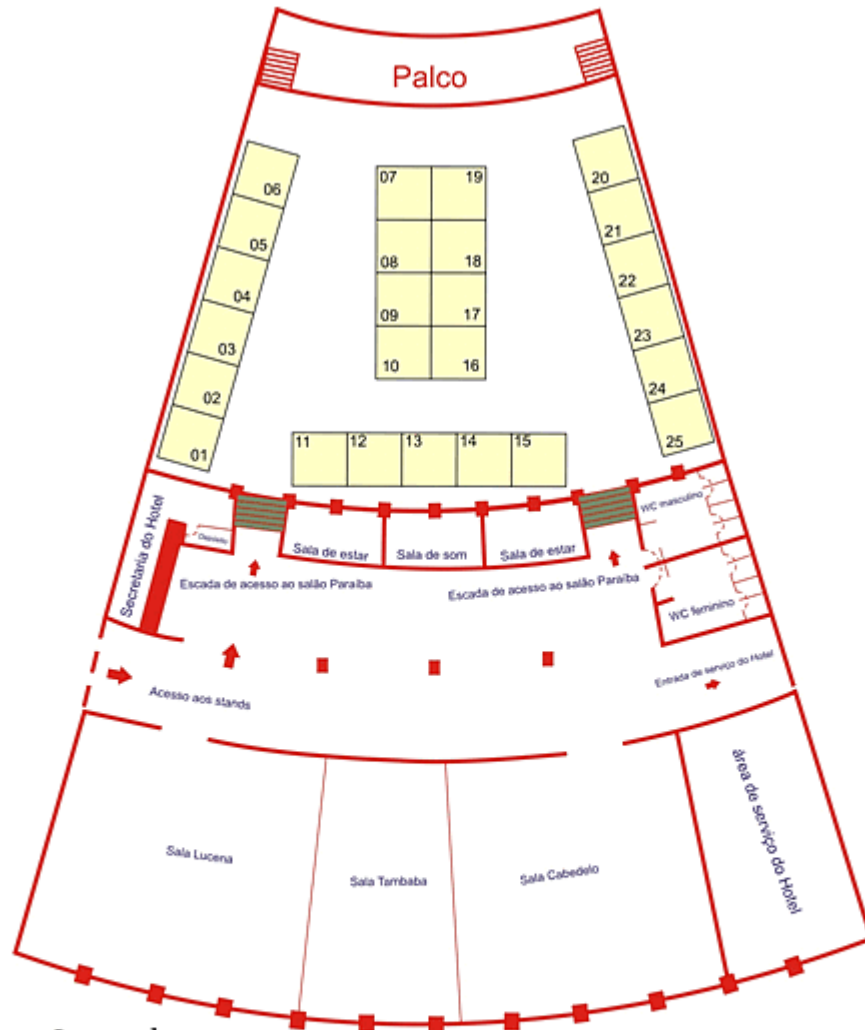 Palco
06
05
04
03
02
01
07
19
08
18
09
17
10
16
20
21
22
23
24
25
11
12
13
14
15
Secretaria do Hotel
Depósito
Sala de estar
Sala de som
Sala de estar
WC masculino
Escada de acesso ao salão Paraíba
Escada de acesso ao salão Paraíba
WC feminino
Acesso aos stands
Entrada de serviço do Hotel
Sala Lucena
Sala Tambaba
Sala Cabedelo
área de serviço do Hotel